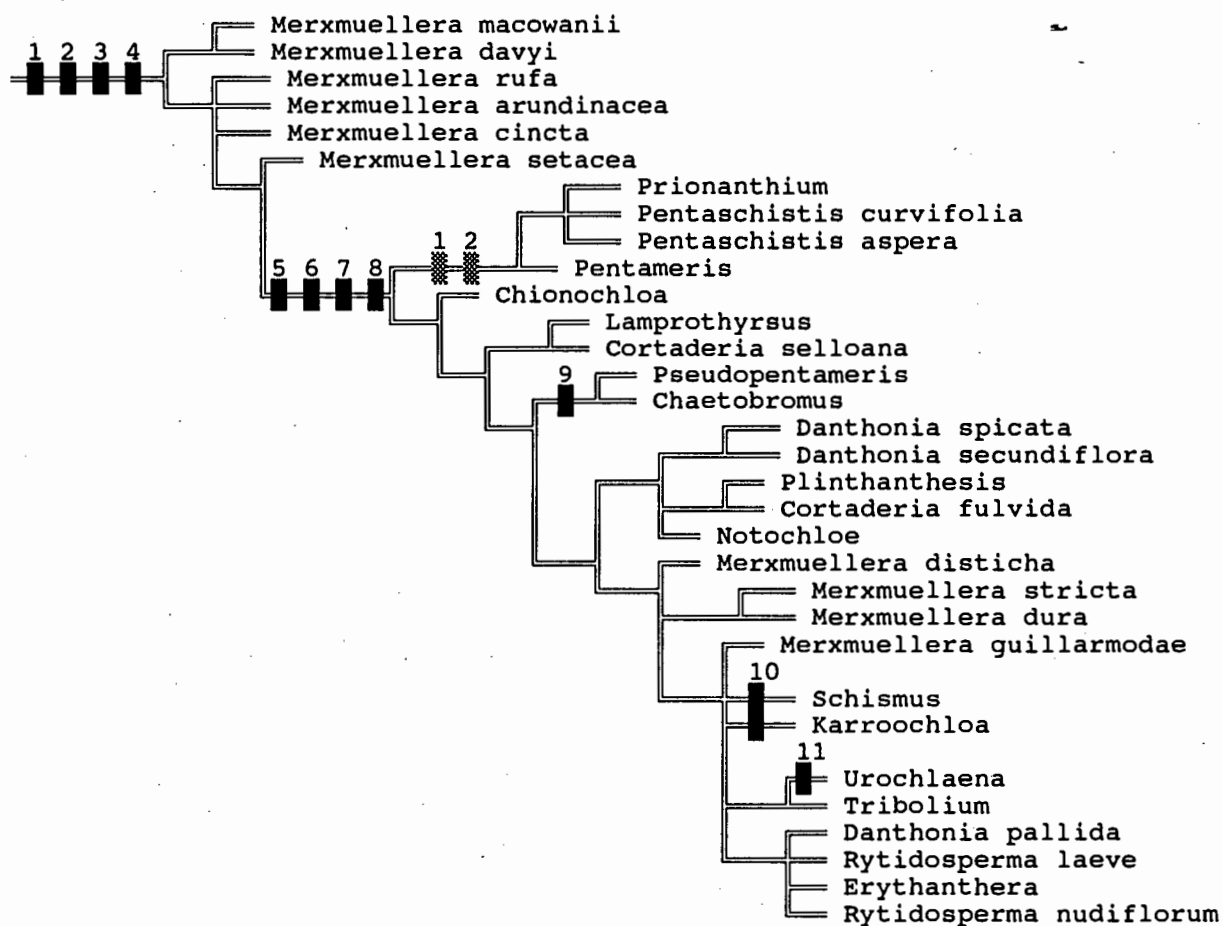 Merxmuellera macowanii
1 2 3 4
Merxmuellera davyi
Merxmuellera rufa
Merxmuellera arundinacea
Merxmuellera cincta
Merxmuellera setacea
Prionanthium
Pentaschistis curvifolia
1 2
Pentaschistis aspera
5 6 7 8
Pentameris
Chionochloa
Lamprothyrsus
Cortaderia selloana
9
Pseudopentameris
Chaetobromus
Danthonia spicata
Danthonia secundiflora
Plinthanthesis
Cortaderia fulvida
Notochloe
Merxmuellera disticha
Merxmuellera stricta
Merxmuellera dura
Merxmuellera guillarmodae
10
Schismus
Karroochloa
11
Urochlaena
Tribolium
Danthonia pallida
Rytidosperma laeve
Erythanthera
Rytidosperma nudiflorum